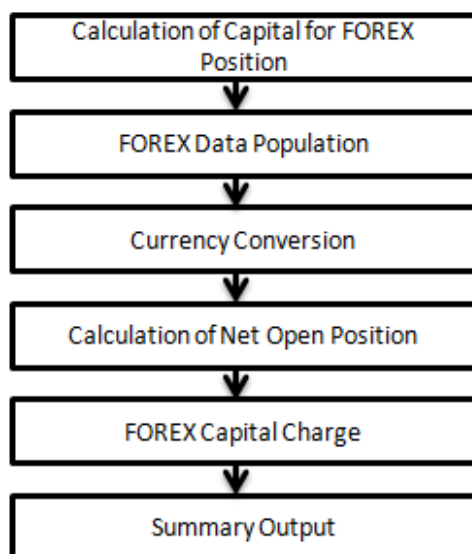 Calculation of Capital for FOREX
Position
FOREX Data Population
Currency Conversion
Calculation of Net Open Position
FOREX Capital Charge
Summary Output